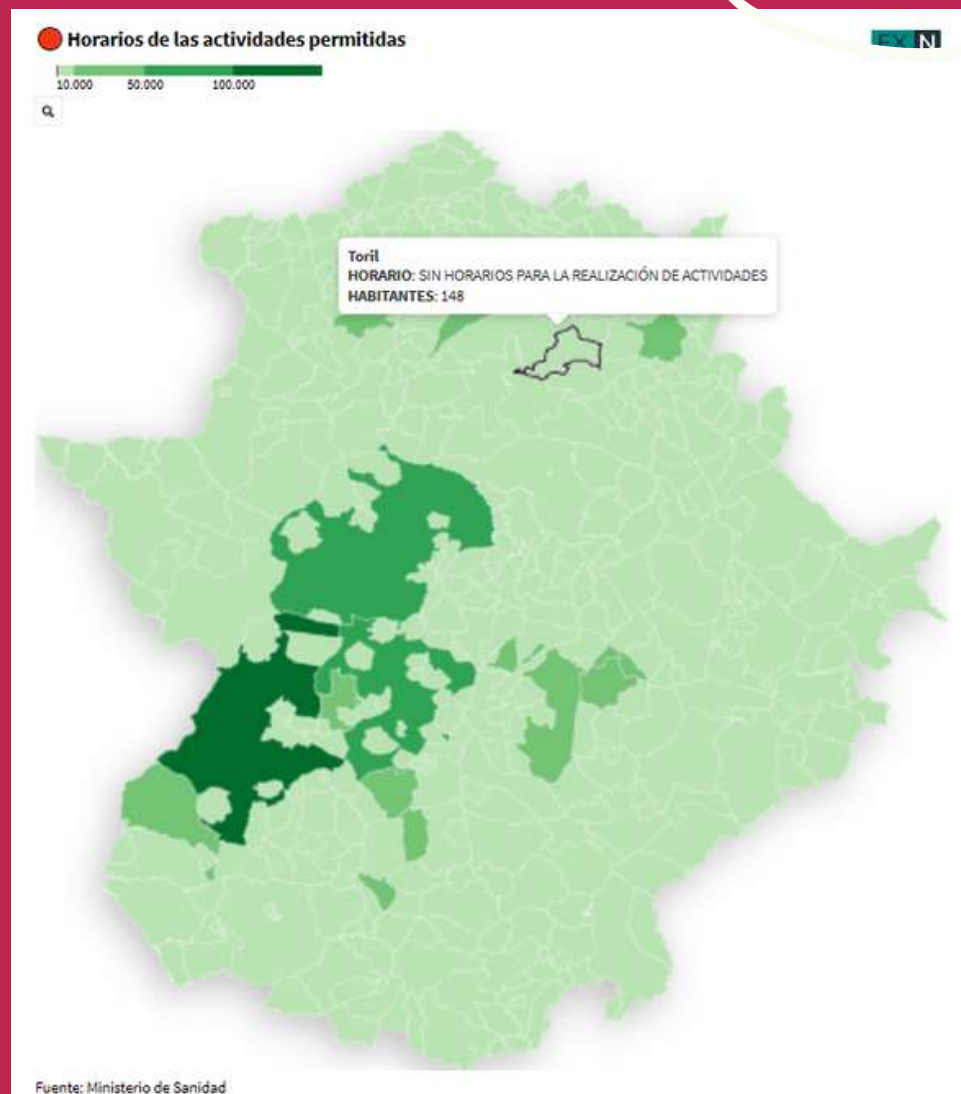 Horarios de las actividades permitidas
EX N
10.000 50.000 100.000
Toril
HORARIO: SIN HORARIOS PARA LA REALIZACIÓN DE ACTIVIDADES
HABITANTES: 148
Fuente: Ministerio de Sanidad